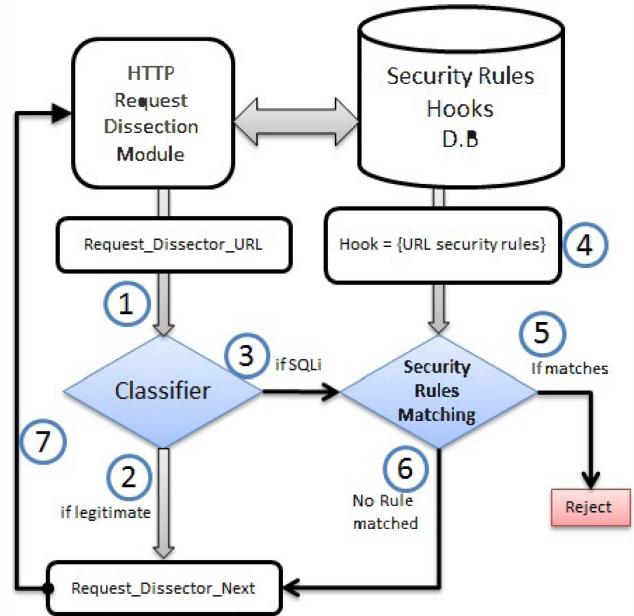 HTTP
Request
Dissection
Module
Security Rules
Hooks
D.B
Request_Dissector_URL
Hook = {URL security rules}
4
1
5
If matches
3
if SQLi
Classifier
Security
Rules
Matching
7
2
if legitimate
6
No Rule
matched
Reject
Request_Dissector_Next